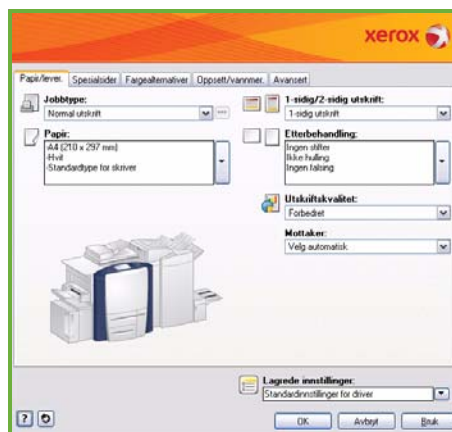 xerox
Papir/lever. Spesialsider Fargealternativer Oppsett/vannmer. Avansert
Jobbtype:
Normal utskrift
Papir:
-A4 (210 x 297 mm)
-Hvit
-Standardtype for skriver
1-sidig/2-sidig utskrift:
1-sidig utskrift
Etterbehandling:
Ingen stifter
Ikke hulling
Ingen falsing
Utskriftskvalitet:
Forbedret
Mottaker:
Velg automatisk
Lagrede innstillinger:
Standardinnstillinger for driver
?
OK Avbryt Bruk